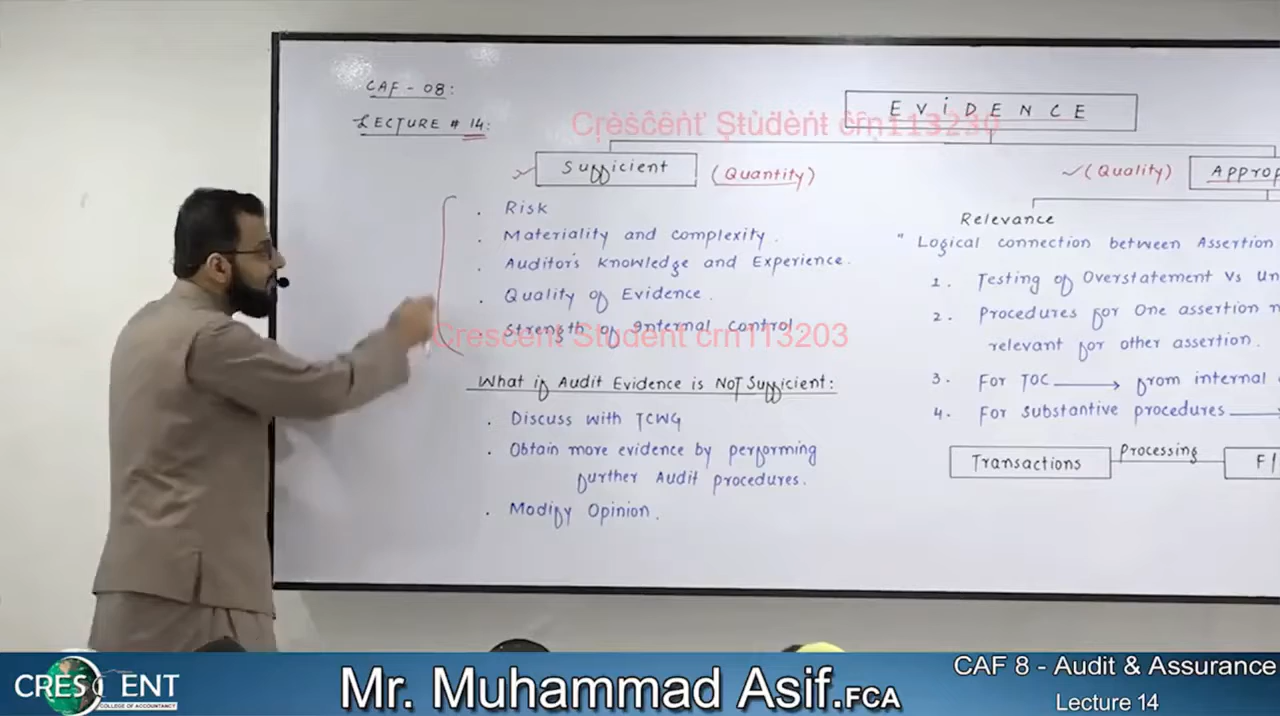 CAF - 08:
LECTURE # 14:
EVIDENCE
Crescent Student crn113230
Sufficient (Quantity)
(Quality)
. Risk
. Materiality and complexity.
. Auditor's Knowledge and Experience.
. Quality of Evidence.
. Strength of Internal Control
Crescent Student crn113203
What if Audit Evidence is NOT Sufficient:
. Discuss with TCWG
. Obtain more evidence by performing
further Audit procedures.
. Modify Opinion.
Relevance
" Logical connection between Assertion
1. Testing of Overstatement Vs
2. Procedures for One assertion
relevant for other assertion.
3. For TOC → from internal
4. For substantive procedures →
Transactions Processing
CRESCENT
COLLEGE OF ACCOUNTANCY
Mr. Muhammad Asif.FCA
CAF 8 - Audit & Assurance
Lecture 14